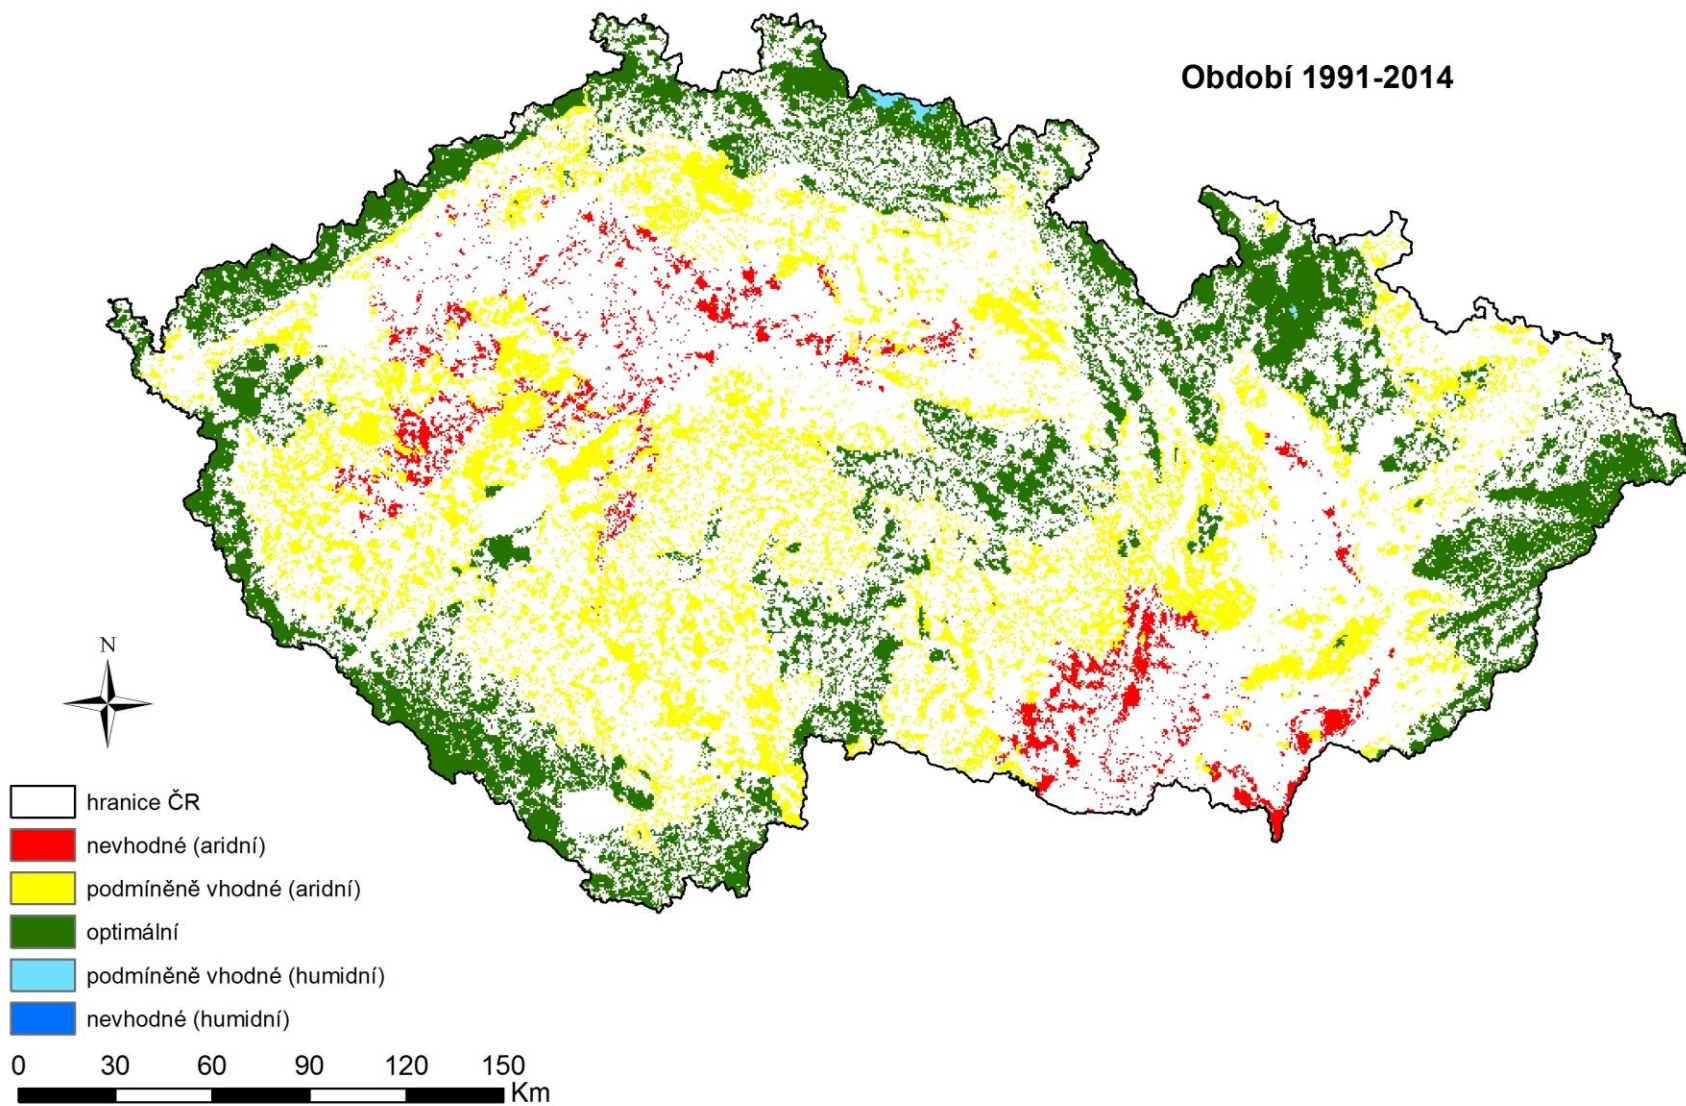 Období 1991-2014
N
hranice ČR
nevhodné (aridní)
podmíněně vhodné (aridní)
optimální
podmíněně vhodné (humidní)
nevhodné (humidní)
0 30 60 90 120 150
Km